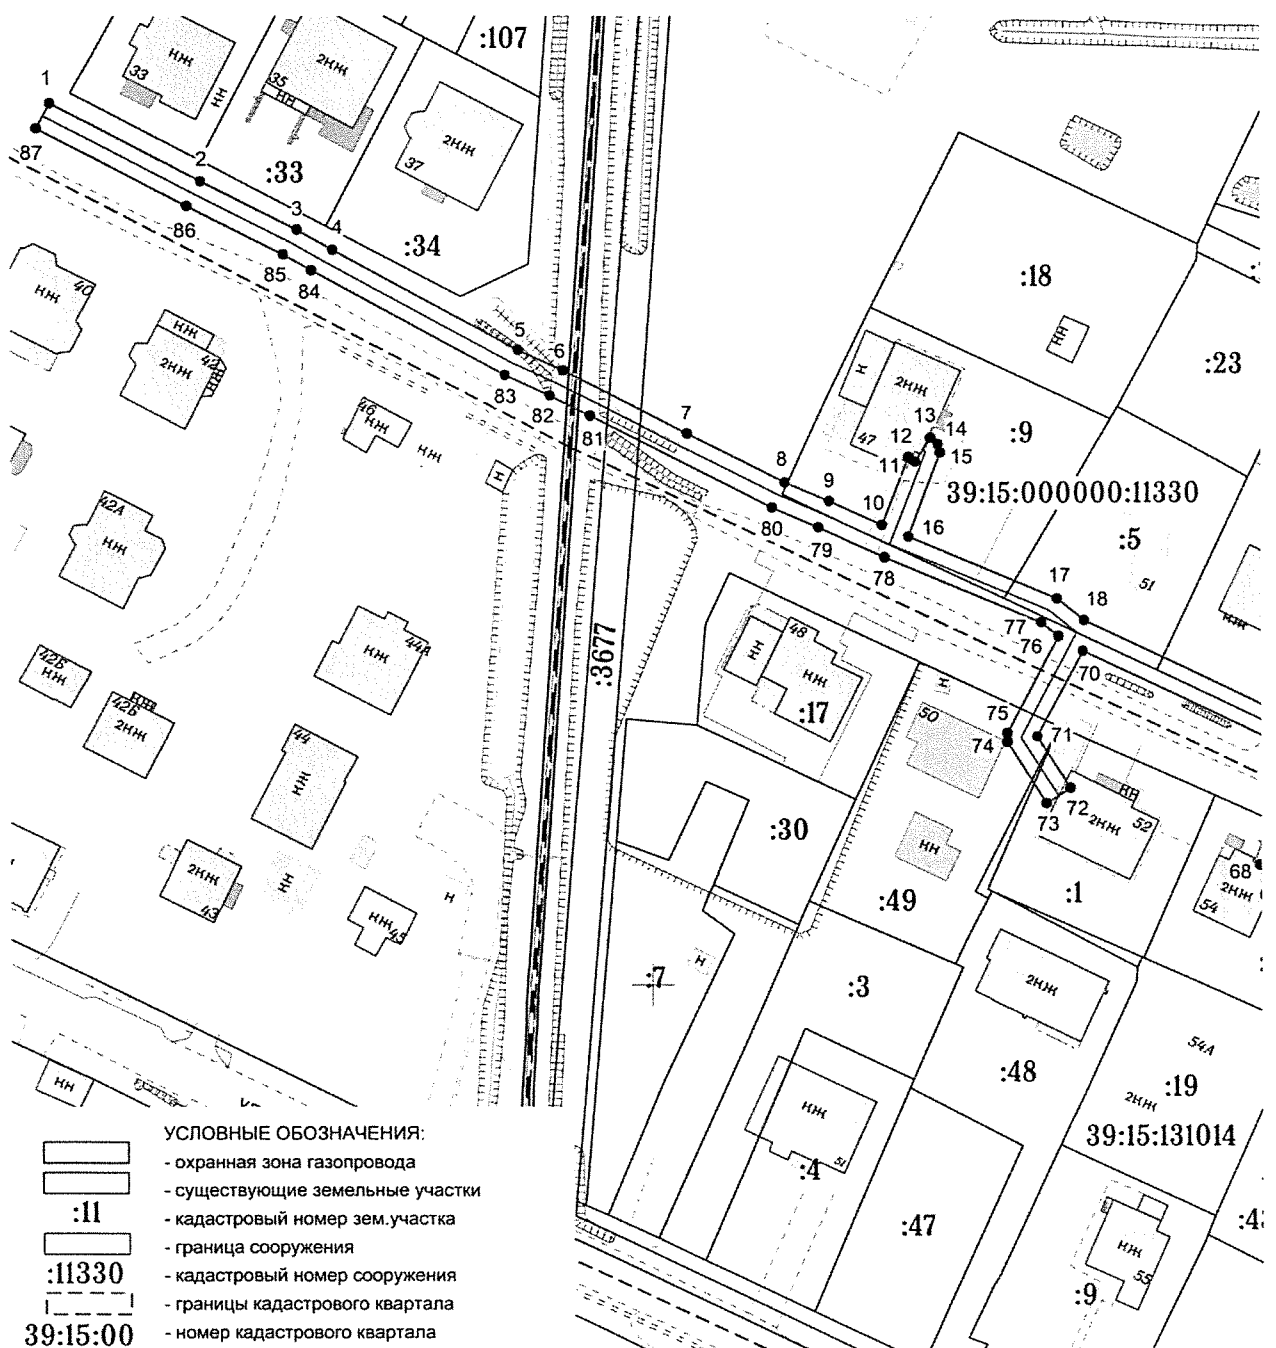 :107
33
НЖ
35
2НЖ
НН
НН
1
:33
37
2НЖ
:34
87
2
3
4
86
85
84
40
НЖ
НЖ
42
2НЖ
46
НЖ
НЖ
5
6
83
82
81
7
8
9
10
11
12
13
14
15
16
:18
НН
:23
Н
2НЖ
47
:9
39:15:000000:11330
:5
51
17
18
80
79
78
77
76
70
42А
НЖ
44А
НЖ
42Б
НЖ
42Б
2НЖ
44
НЖ
:3677
48
НН
НЖ
:17
Н
50
75
74
71
72
73
НН
2НЖ
52
68
2НЖ
54
НЖ
:30
НН
:49
:1
2НЖ
43
НН
НЖ
45
Н
:7
Н
:3
2НЖ
:48
54А
:19
2НЖ
39:15:131014
НН
НЖ
51
:4
:47
НЖ
55
:9
УСЛОВНЫЕ ОБОЗНАЧЕНИЯ:
- охранная зона газопровода
- существующие земельные участки
:11 - кадастровый номер зем.участка
- граница сооружения
:11330 - кадастровый номер сооружения
- границы кадастрового квартала
39:15:00 - номер кадастрового квартала